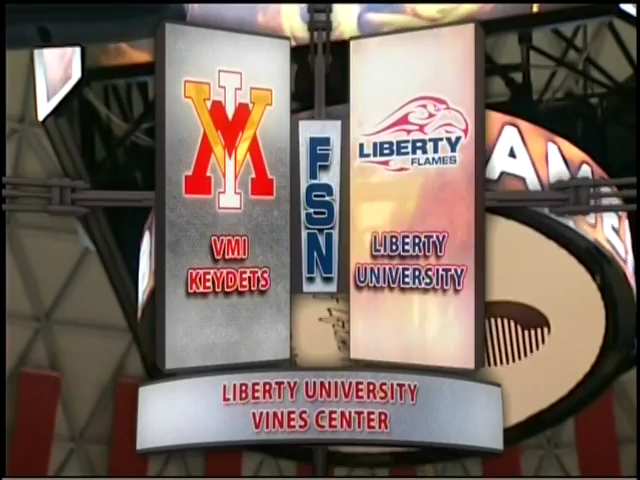 VMI
VMI
KEYDETS
FSN
LIBERTY
FLAMES
LIBERTY
UNIVERSITY
LIBERTY UNIVERSITY
VINES CENTER